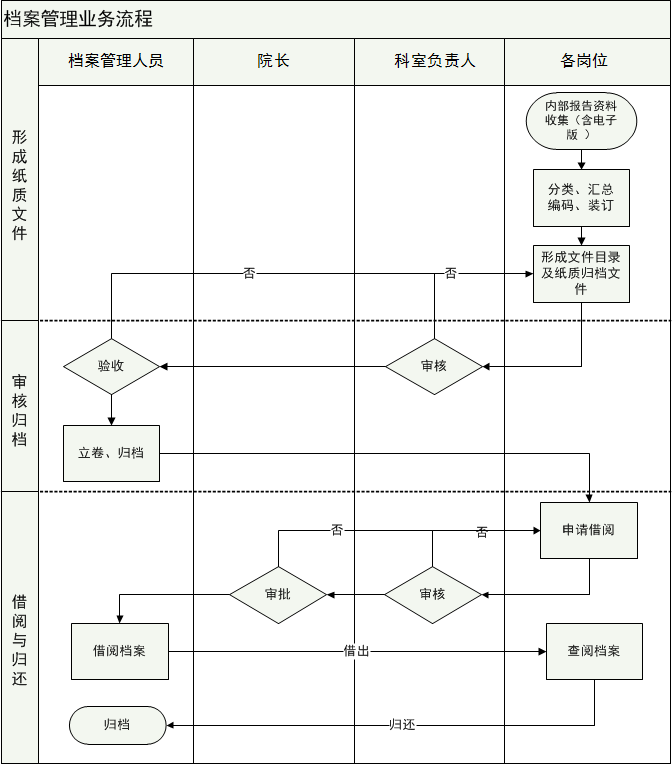 档案管理业务流程
档案管理人员
院长
科室负责人
各岗位
形成纸质文件
内部报告资料
收集（含电子
版 ）
分类、汇总
编码、装订
形成文件目录
及纸质归档文
件
否
否
审核归档
验收
审核
立卷、归档
借阅与归还
申请借阅
否
否
审批
审核
借阅档案
借出
查阅档案
归档
归还